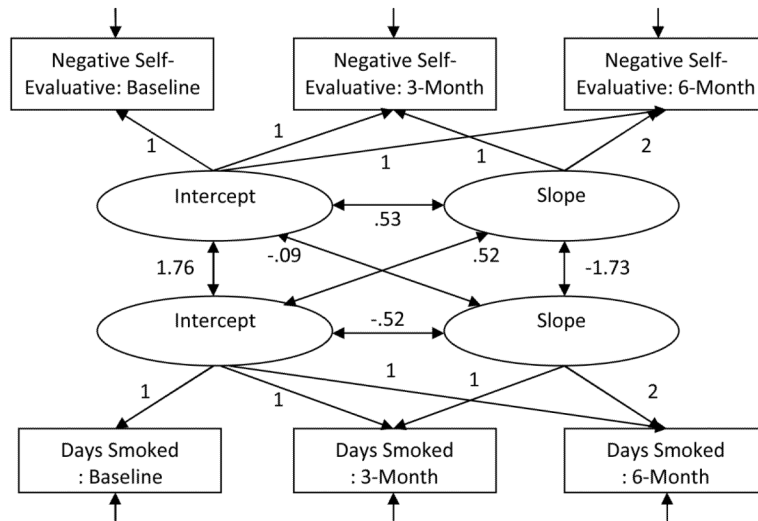 Negative Self-
Evaluative: Baseline
Negative Self-
Evaluative: 3-Month
Negative Self-
Evaluative: 6-Month
1
1
1
1
2
Intercept
Slope
.53
1.76
-.09
.52
-1.73
Intercept
Slope
-.52
1
1
1
1
2
Days Smoked
: Baseline
Days Smoked
: 3-Month
Days Smoked
: 6-Month